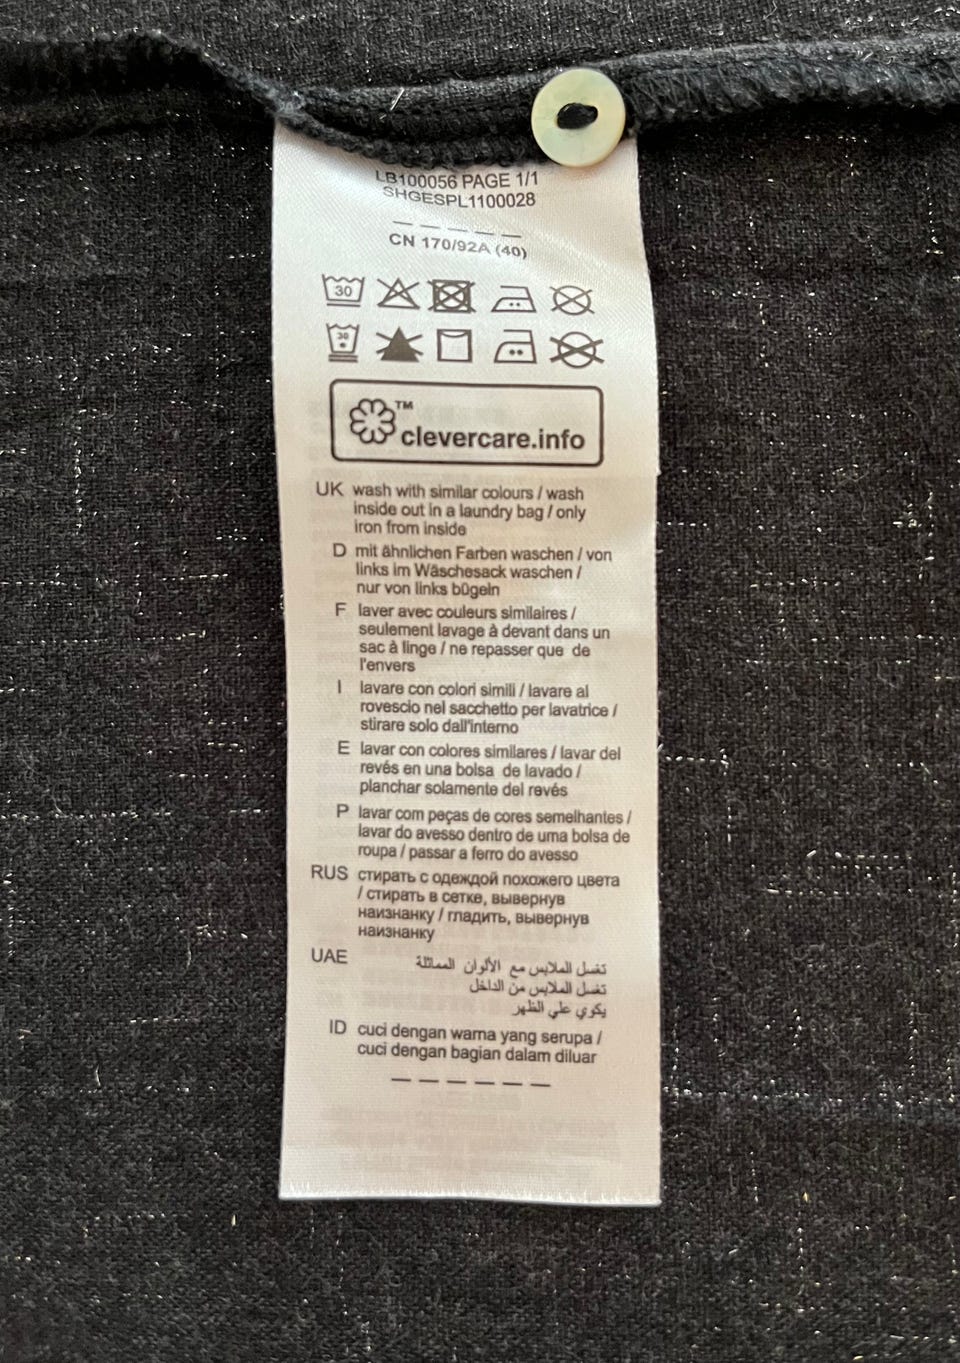 LB100056 PAGE 1/1
SHGESPL1100028
CN 170/92A (40)
30
30
TM
clevercare.info
UK wash with similar colours / wash
inside out in a laundry bag / only
iron from inside
D mit ähnlichen Farben waschen / von
links im Wäschesack waschen /
nur von links bügeln
F laver avec couleurs similaires /
seulement lavage à devant dans un
sac à linge / ne repasser que de
l'envers
I lavare con colori simili / lavare al
rovescio nel sacchetto per lavatrice /
stirare solo dall'interno
E lavar con colores similares / lavar del
revés en una bolsa de lavado /
planchar solamente del revés
P lavar com peças de cores semelhantes /
lavar do avesso dentro de uma bolsa de
roupa / passar a ferro do avesso
RUS стирать с одеждой похожего цвета
/ стирать в сетке, вывернув
наизнанку / гладить, вывернув
наизнанку
UAE تغسل الملابس مع الألوان المماثلة
تغسل الملابس من الداخل
يكوي علي الظهر
ID cuci dengan warna yang serupa /
cuci dengan bagian dalam diluar